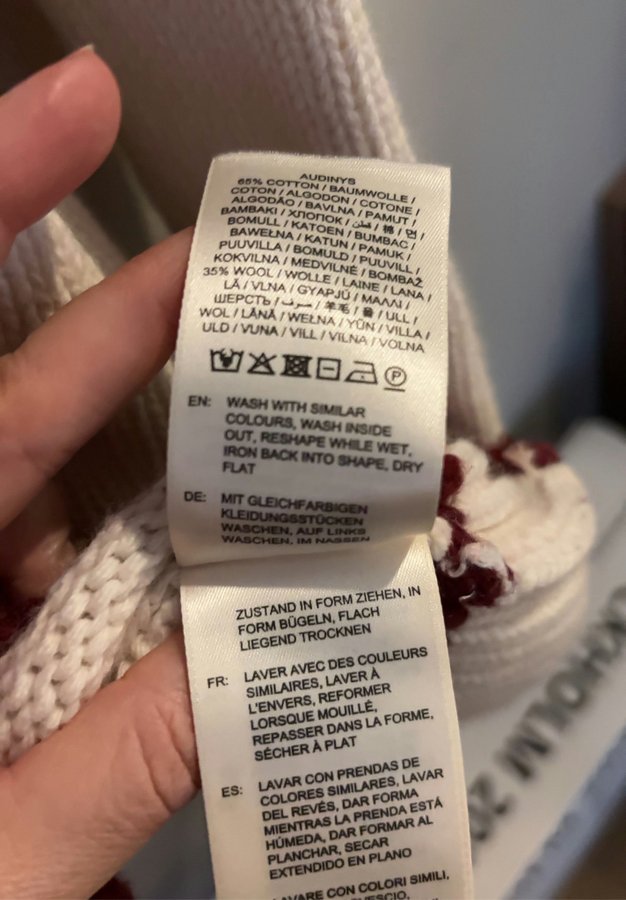 AUDINYS
65% COTTON / BAUMWOLLE /
COTON / ALGODON / COTONE /
ALGODÃO / BAVLNA / PAMUT /
BAMBAKI / ХЛОПОК / قطن / 棉 / 면 /
BOMULL / KATOEN / BUMBAC /
BAWEŁNA / KATUN / PAMUK /
PUUVILLA / BOMULD / PUUVILL /
KOKVILNA / MEDVILNĖ / BOMBAŽ
35% WOOL / WOLLE / LAINE / LANA /
LÃ / VLNA / GYAPJÚ / ΜΑΛΛΙ /
ШЕРСТЬ / صوف / 羊毛 / 울 / ULL /
WOL / LÂNĂ / WEŁNA / YÜN / VILLA /
ULD / VUNA / VILL / VILNA / VOLNA
P
EN: WASH WITH SIMILAR
COLOURS, WASH INSIDE
OUT, RESHAPE WHILE WET,
IRON BACK INTO SHAPE, DRY
FLAT
DE: MIT GLEICHFARBIGEN
KLEIDUNGSSTÜCKEN
WASCHEN, AUF LINKS
WASCHEN, IM NASSEN
ZUSTAND IN FORM ZIEHEN, IN
FORM BÜGELN, FLACH
LIEGEND TROCKNEN
FR: LAVER AVEC DES COULEURS
SIMILAIRES, LAVER À
L'ENVERS, REFORMER
LORSQUE MOUILLÉ,
REPASSER DANS LA FORME,
SÉCHER À PLAT
ES: LAVAR CON PRENDAS DE
COLORES SIMILARES, LAVAR
DEL REVÉS, DAR FORMA
MIENTRAS LA PRENDA ESTÁ
HÚMEDA, DAR FORMAR AL
PLANCHAR, SECAR
EXTENDIDO EN PLANO
LAVARE CON COLORI SIMILI,